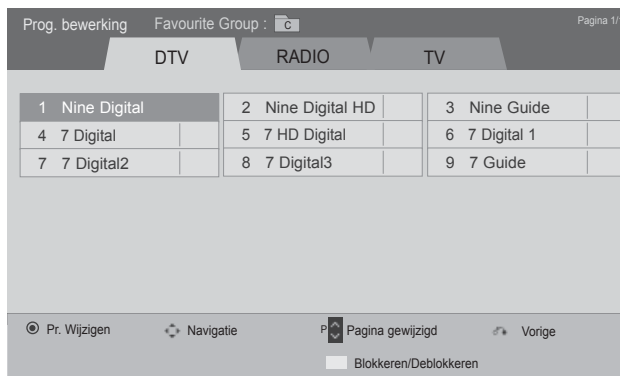 Prog. bewerking Favourite Group : C Pagina 1/
DTV RADIO TV
1 Nine Digital 2 Nine Digital HD 3 Nine Guide
4 7 Digital 5 7 HD Digital 6 7 Digital 1
7 7 Digital2 8 7 Digital3 9 7 Guide
Pr. Wijzigen Navigatie P Pagina gewijzigd Vorige
Blokkeren/Deblokkeren